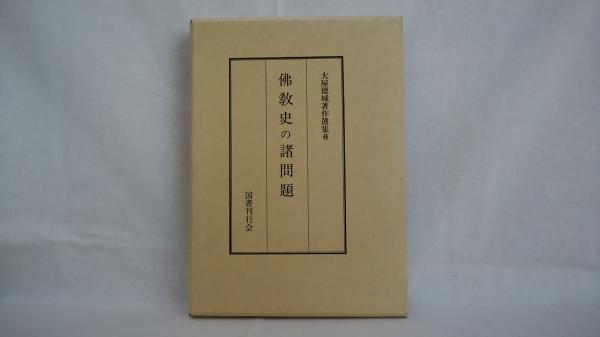 大屋徳城著作選集6
佛教史の諸問題
国書刊行会